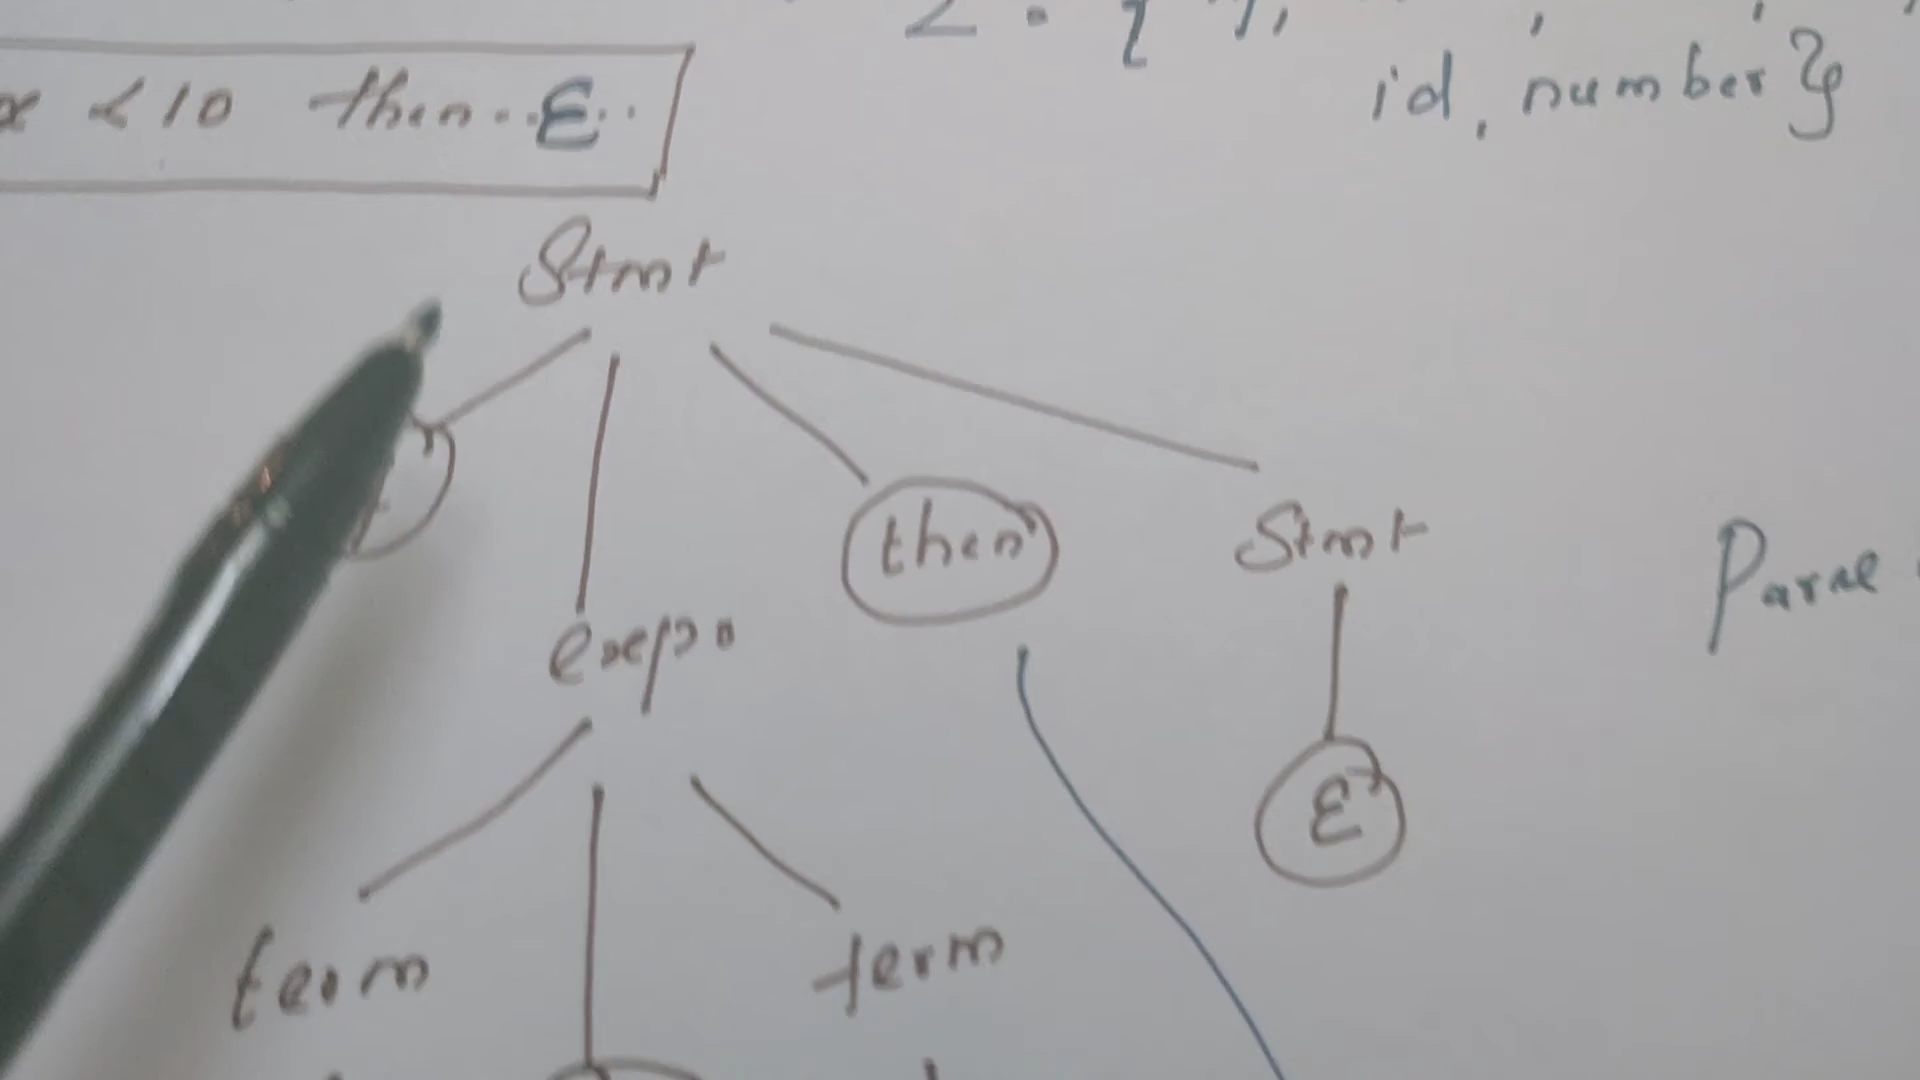 Σ = {
id, number}
x < 10 then..ε..
Stmt
then
Stmt
expr
Parse
ε
term
term